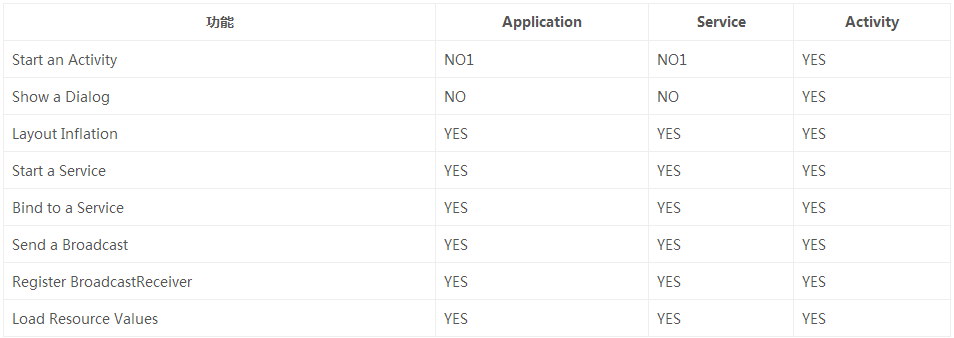 功能 Application Service Activity
Start an Activity NO1 NO1 YES
Show a Dialog NO NO YES
Layout Inflation YES YES YES
Start a Service YES YES YES
Bind to a Service YES YES YES
Send a Broadcast YES YES YES
Register BroadcastReceiver YES YES YES
Load Resource Values YES YES YES